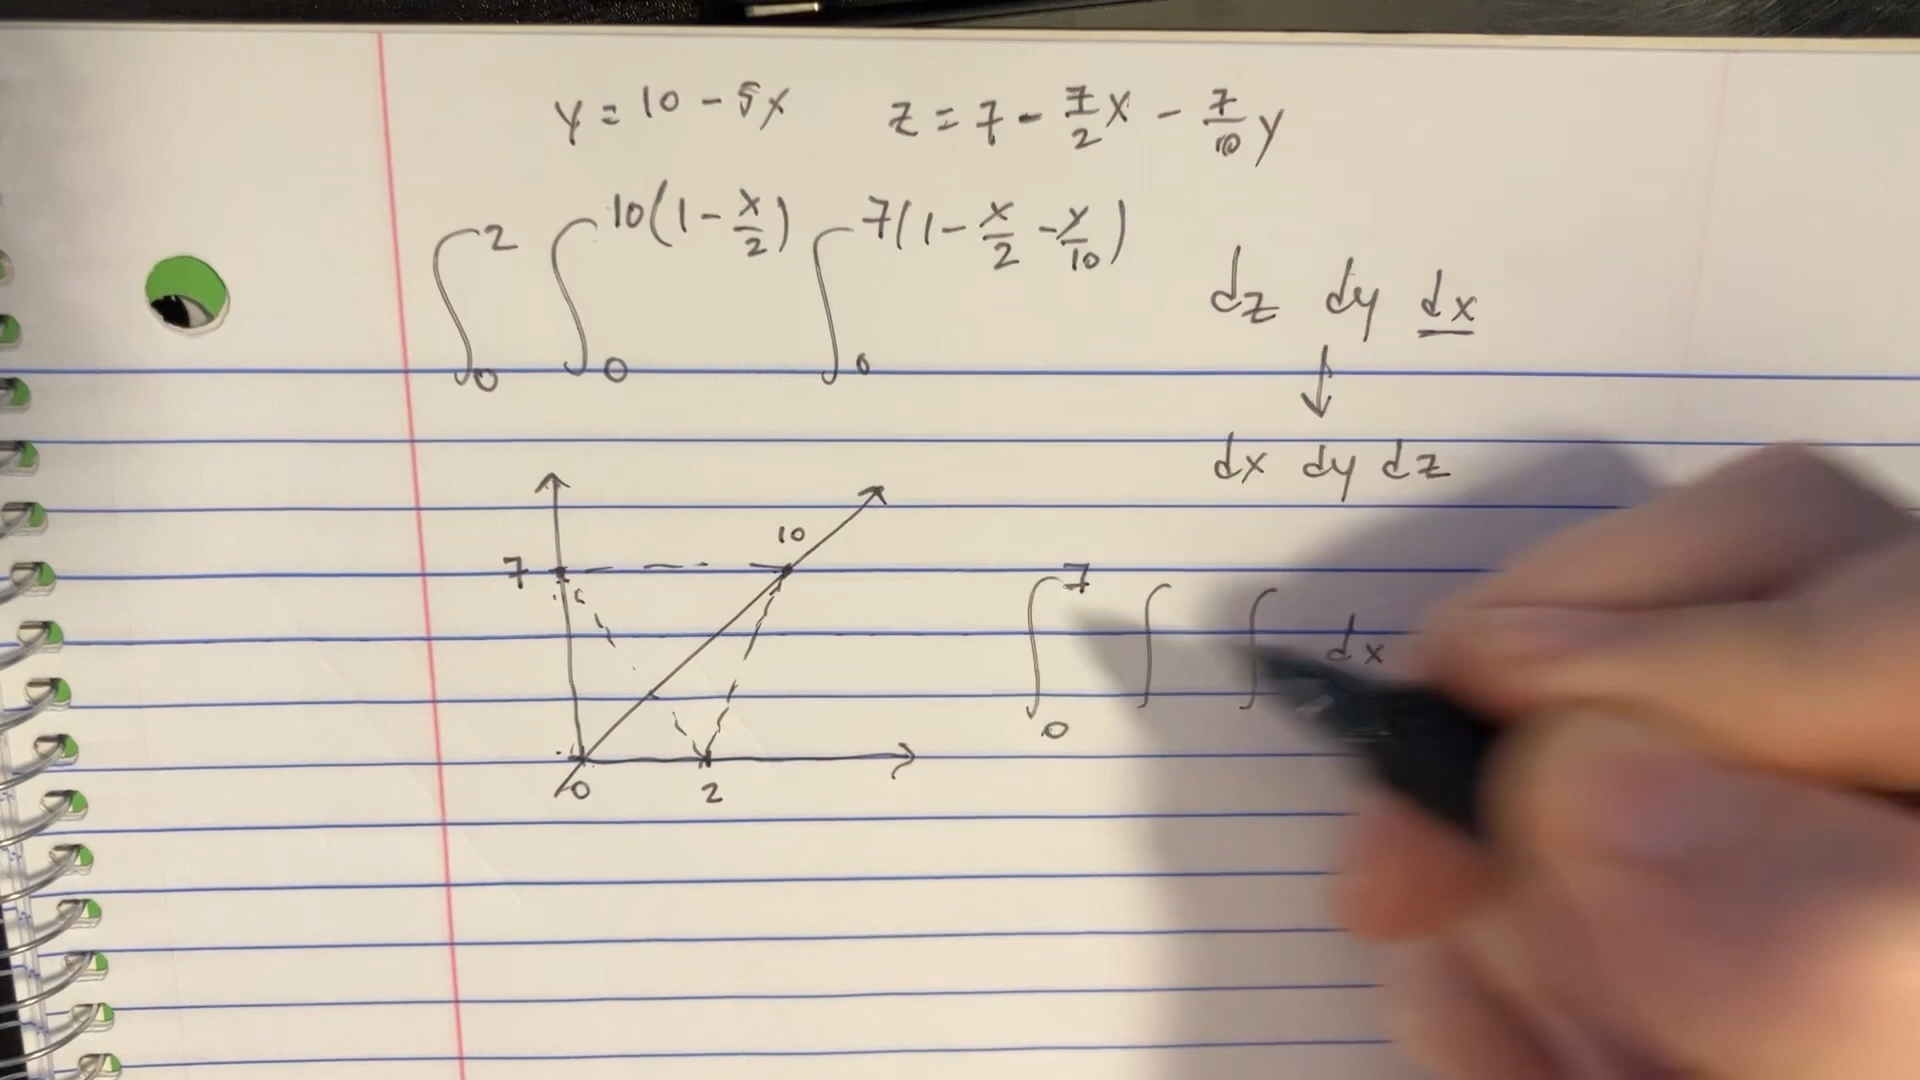 y = 10 - 5x    z = 7 - 7/2 x - 7/10 y
∫_0^2 ∫_0^{10(1 - x/2)} ∫_0^{7(1 - x/2 - y/10)} dz dy dx
↓
dx dy dz
10
7
∫_0^7 ∫ ∫ dx
0 2